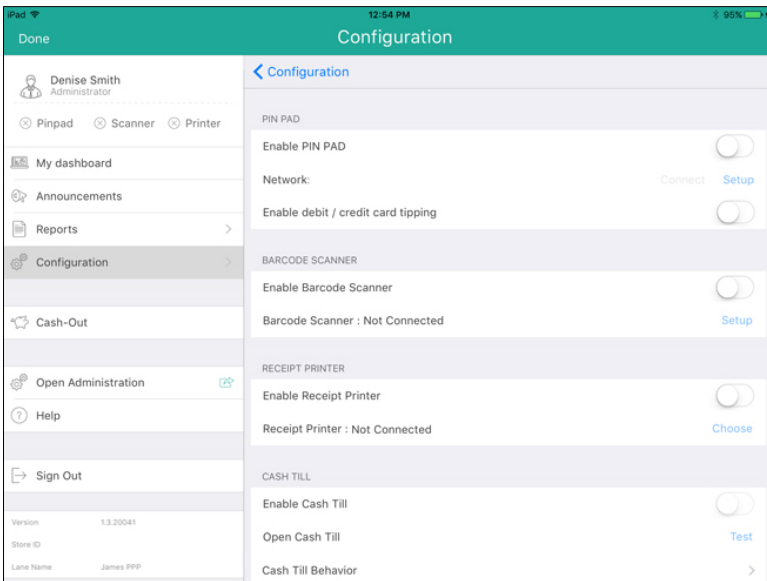 iPad 12:54 PM 95%
Done Configuration
Denise Smith
Administrator
Pinpad Scanner Printer
My dashboard
Announcements
Reports
Configuration
Cash-Out
Open Administration
Help
Sign Out
Version 1.3.20041
Store ID
Lane Name James PPP
Configuration
PIN PAD
Enable PIN PAD
Network: Connect Setup
Enable debit / credit card tipping
BARCODE SCANNER
Enable Barcode Scanner
Barcode Scanner : Not Connected Setup
RECEIPT PRINTER
Enable Receipt Printer
Receipt Printer : Not Connected Choose
CASH TILL
Enable Cash Till
Open Cash Till Test
Cash Till Behavior